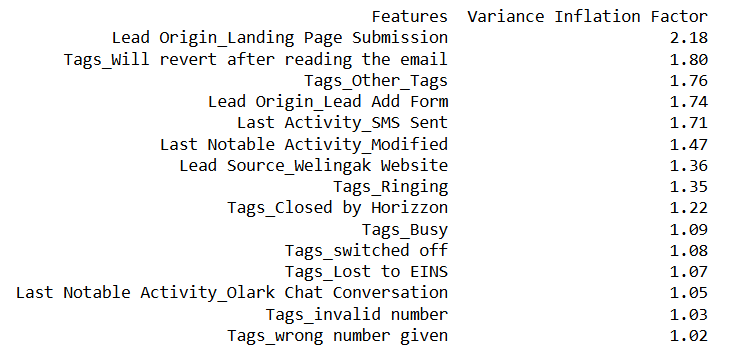 Features Variance Inflation Factor
Lead Origin_Landing Page Submission 2.18
Tags_Will revert after reading the email 1.80
Tags_Other_Tags 1.76
Lead Origin_Lead Add Form 1.74
Last Activity_SMS Sent 1.71
Last Notable Activity_Modified 1.47
Lead Source_Welingak Website 1.36
Tags_Ringing 1.35
Tags_Closed by Horizzon 1.22
Tags_Busy 1.09
Tags_switched off 1.08
Tags_Lost to EINS 1.07
Last Notable Activity_Olark Chat Conversation 1.05
Tags_invalid number 1.03
Tags_wrong number given 1.02